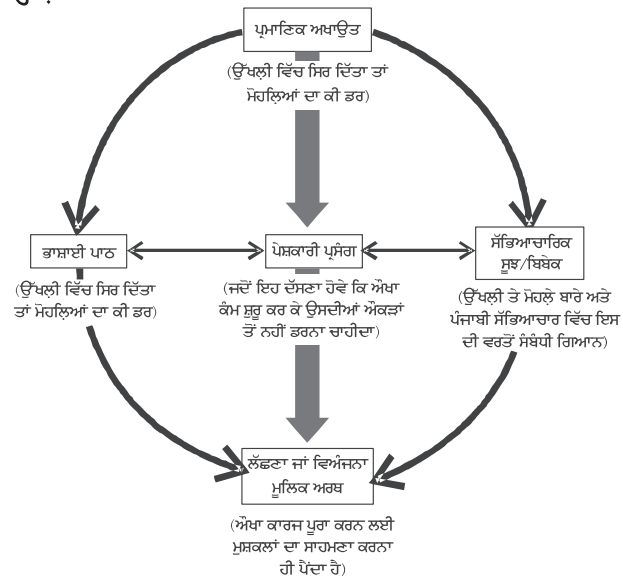 ਪ੍ਰਮਾਣਿਕ ਅਖਾਉਤ
(ਉੱਖਲੀ ਵਿੱਚ ਸਿਰ ਦਿੱਤਾ ਤਾਂ
ਮੋਹਲਿਆਂ ਦਾ ਕੀ ਡਰ)
ਭਾਸ਼ਾਈ ਪਾਠ
(ਉੱਖਲੀ ਵਿੱਚ ਸਿਰ ਦਿੱਤਾ
ਤਾਂ ਮੋਹਲਿਆਂ ਦਾ ਕੀ ਡਰ)
ਪੇਸ਼ਕਾਰੀ ਪ੍ਰਸੰਗ
(ਜਦੋਂ ਇਹ ਦੱਸਣਾ ਹੋਵੇ ਕਿ ਔਖਾ
ਕੰਮ ਸ਼ੁਰੂ ਕਰ ਕੇ ਉਸਦੀਆਂ ਔਕੜਾਂ
ਤੋਂ ਨਹੀਂ ਡਰਨਾ ਚਾਹੀਦਾ)
ਸੱਭਿਆਚਾਰਿਕ
ਸੂਝ/ਬਿਬੇਕ
(ਉੱਖਲੀ ਤੇ ਮੋਹਲੇ ਬਾਰੇ ਅਤੇ
ਪੰਜਾਬੀ ਸੱਭਿਆਚਾਰ ਵਿੱਚ ਇਸ
ਦੀ ਵਰਤੋਂ ਸੰਬੰਧੀ ਗਿਆਨ)
ਲੱਛਣਾ ਜਾਂ ਵਿਅੰਜਨਾ
ਮੂਲਿਕ ਅਰਥ
(ਔਖਾ ਕਾਰਜ ਪੂਰਾ ਕਰਨ ਲਈ
ਮੁਸ਼ਕਲਾਂ ਦਾ ਸਾਹਮਣਾ ਕਰਨਾ
ਹੀ ਪੈਂਦਾ ਹੈ)